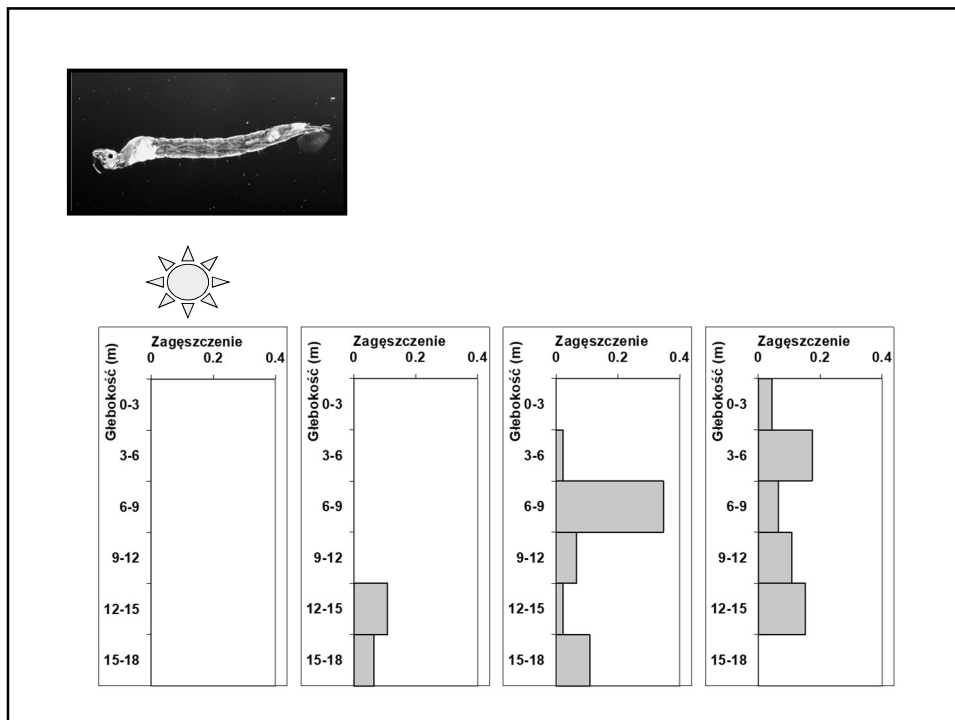 Zagęszczenie
0 0.2 0.4
Głebokość (m)
0-3
3-6
6-9
9-12
12-15
15-18
Zagęszczenie
0 0.2 0.4
Głebokość (m)
0-3
3-6
6-9
9-12
12-15
15-18
Zagęszczenie
0 0.2 0.4
Głebokość (m)
0-3
3-6
6-9
9-12
12-15
15-18
Zagęszczenie
0 0.2 0.4
Głebokość (m)
0-3
3-6
6-9
9-12
12-15
15-18